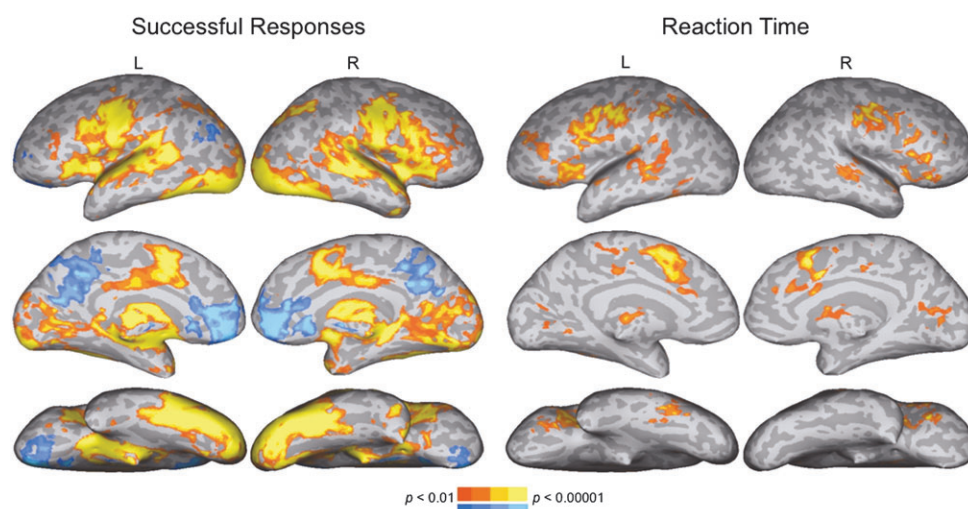 Successful Responses
Reaction Time
L
R
L
R
p < 0.01
p < 0.00001